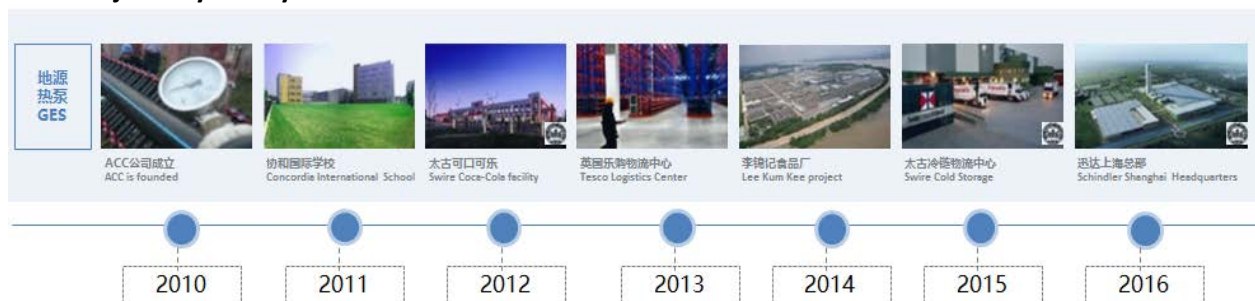 地源
热泵
GES
ACC公司成立
ACC is founded
协和国际学校
Concordia International School
太古可口可乐
Swire Coca-Cola facility
英国乐购物流中心
Tesco Logistics Center
李锦记食品厂
Lee Kum Kee project
太古冷链物流中心
Swire Cold Storage
迅达上海总部
Schindler Shanghai Headquarters
2010
2011
2012
2013
2014
2015
2016